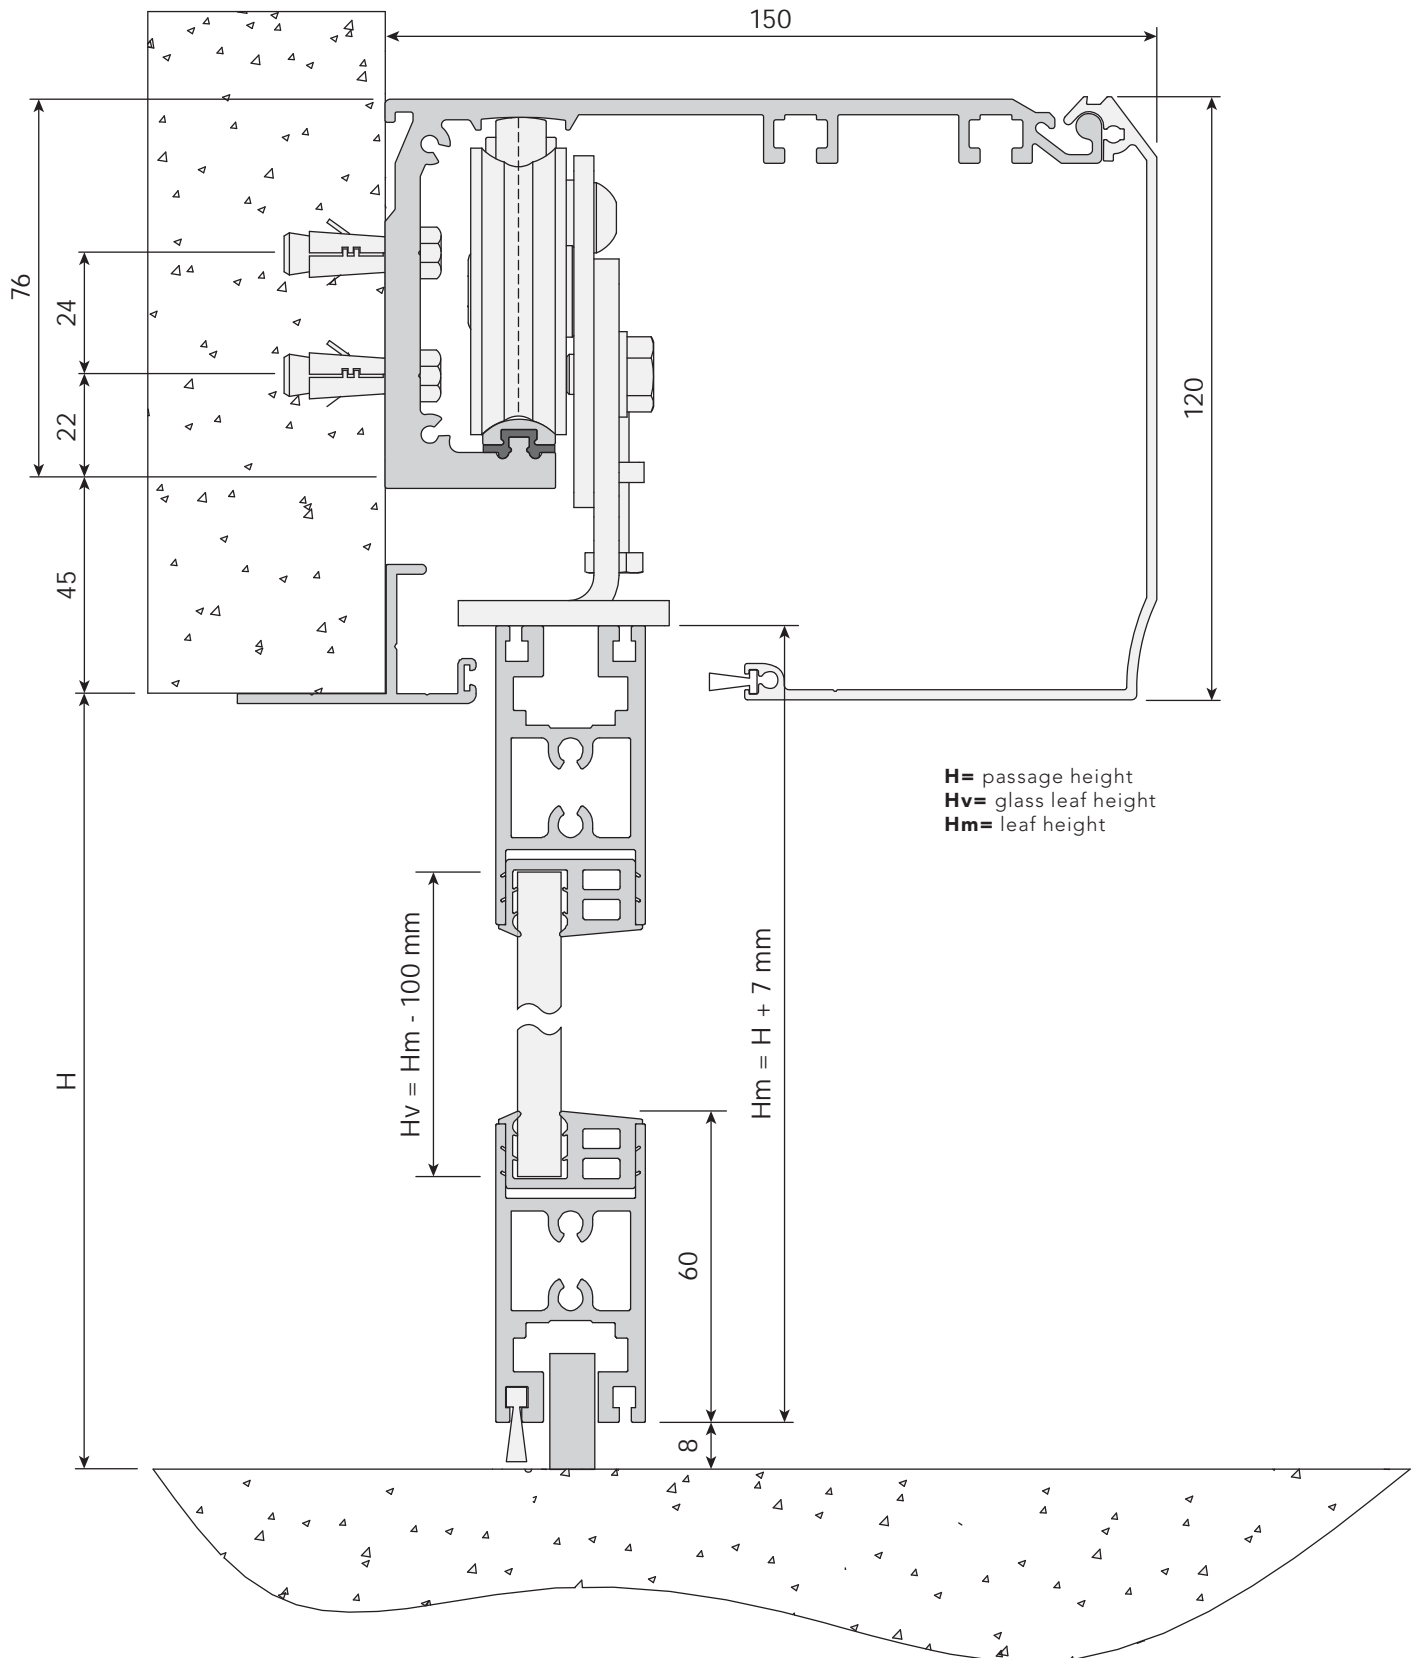 150
76
24
22
120
45
H= passage height
Hv= glass leaf height
Hm= leaf height
Hv = Hm - 100 mm
Hm = H + 7 mm
H
60
8